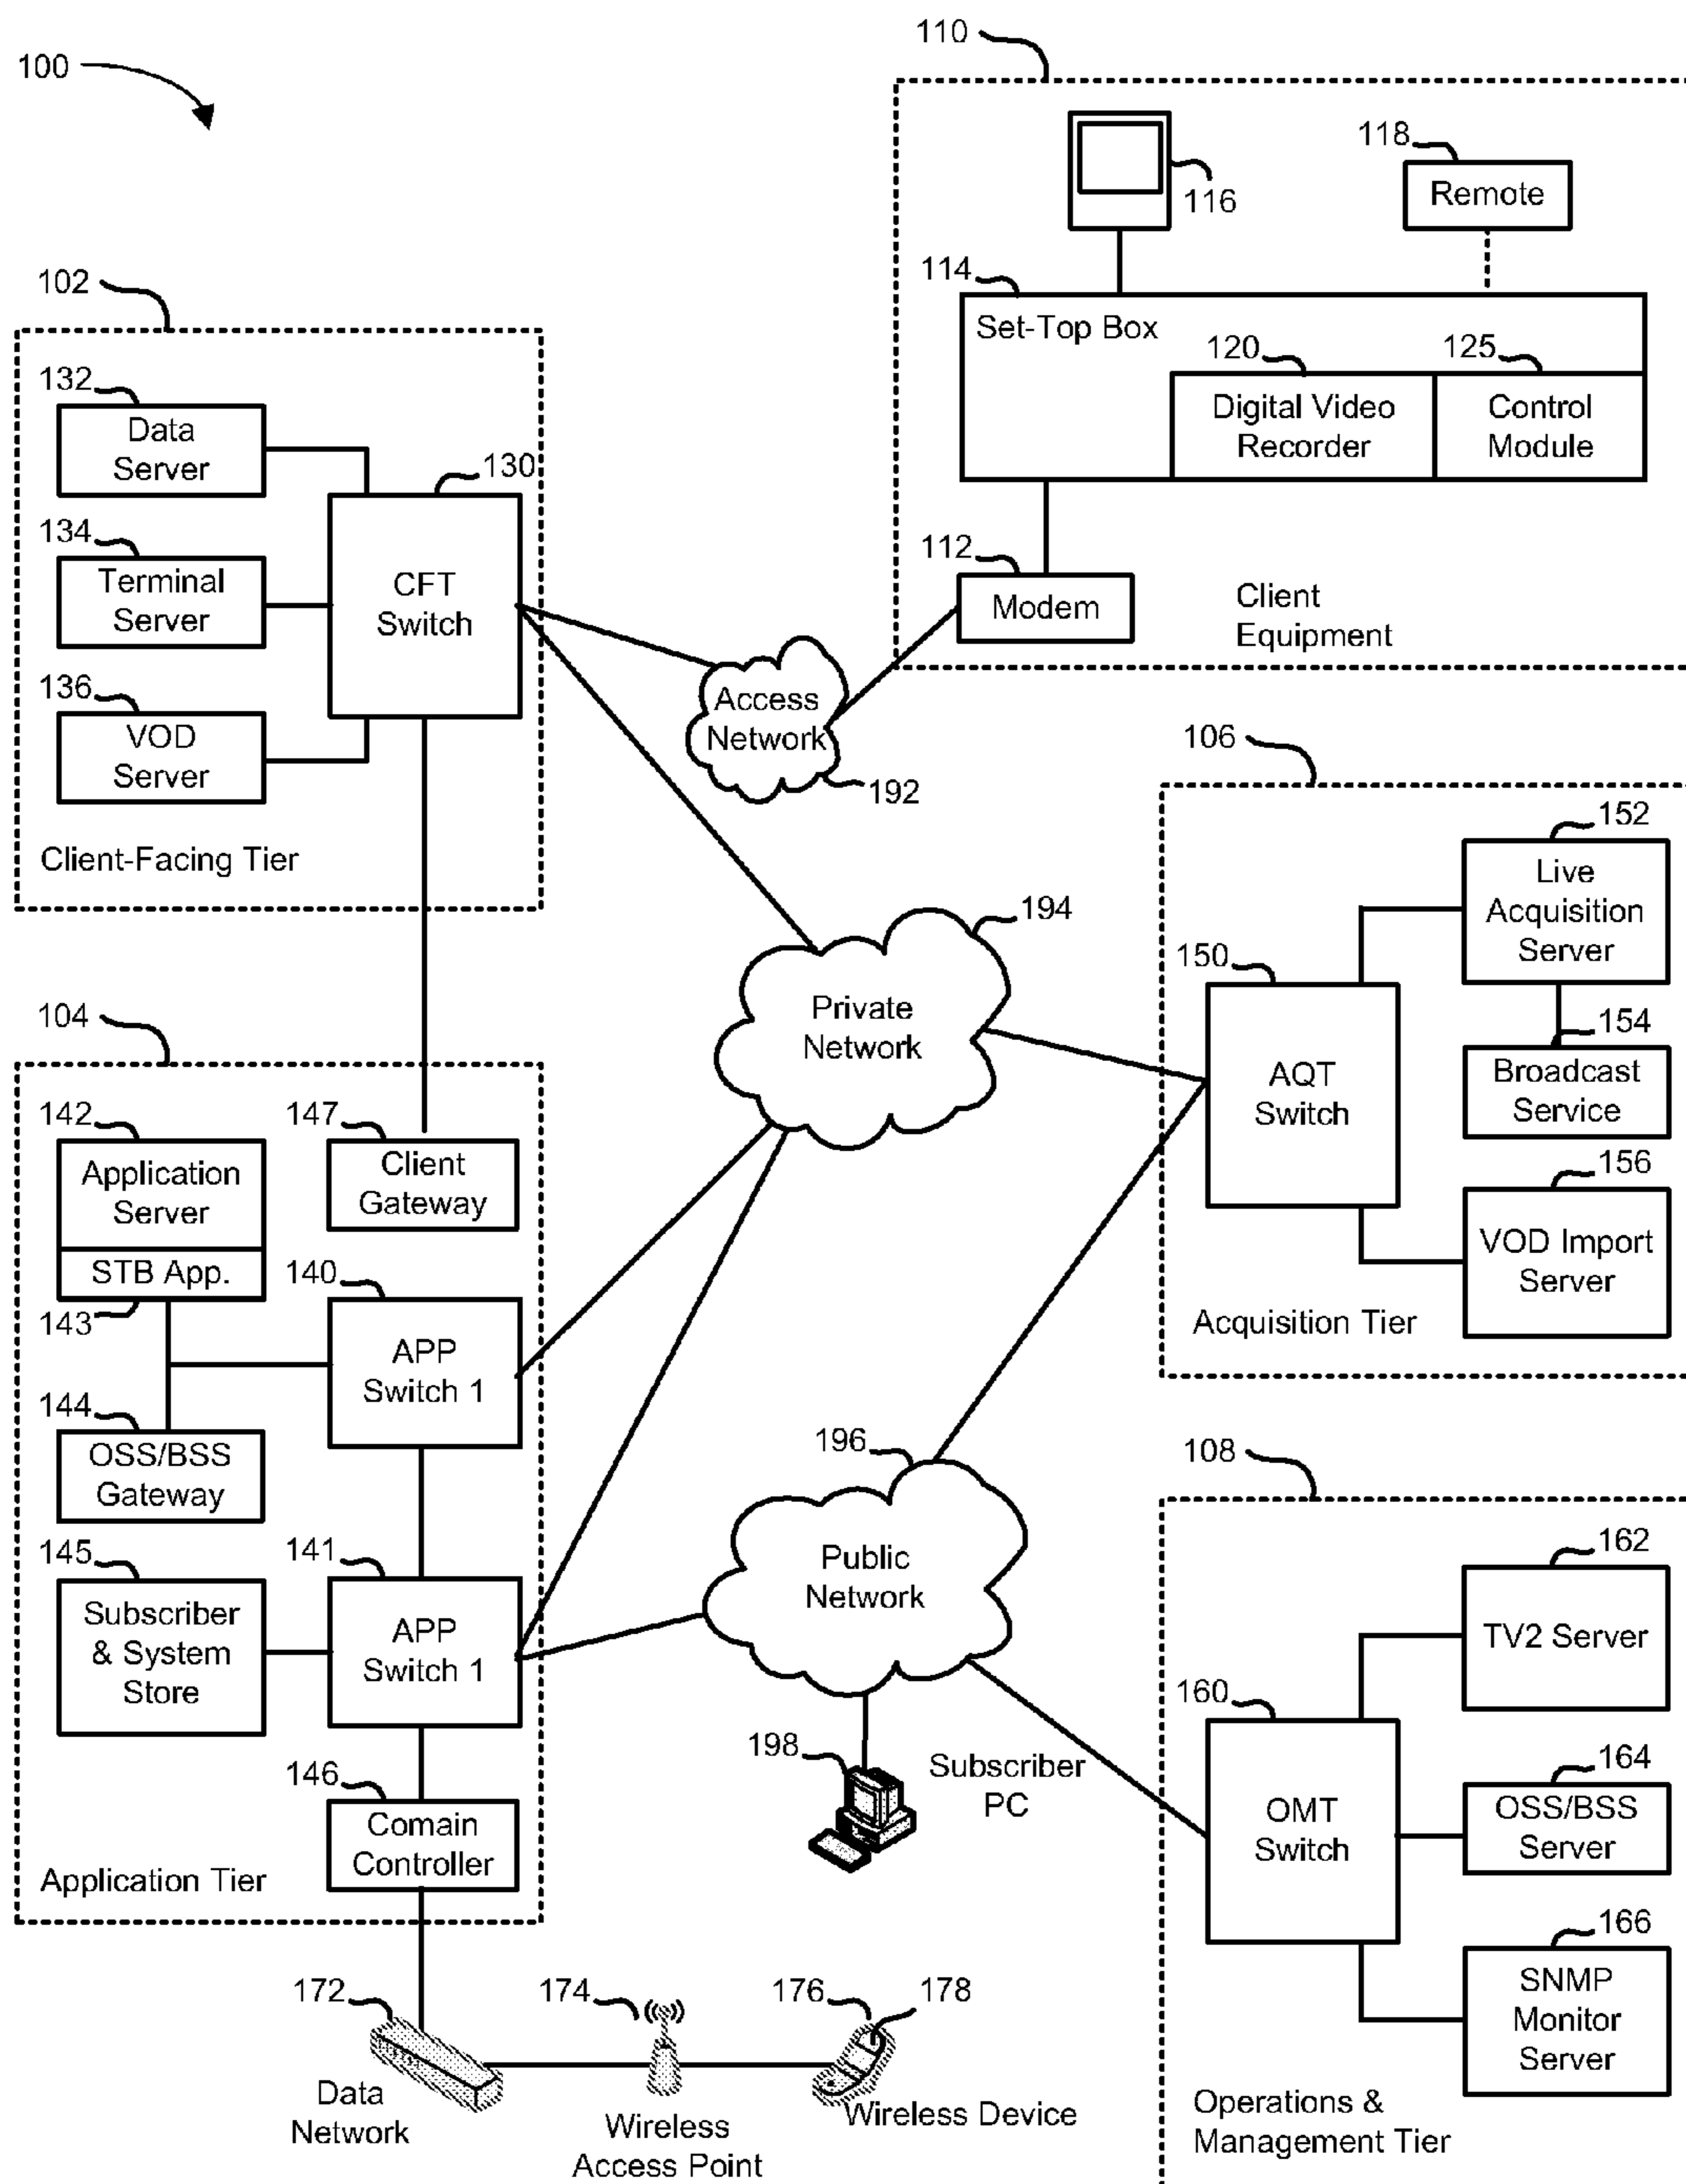 100
110
116
118
Remote
114
Set-Top Box
120
125
Digital Video
Recorder
Control
Module
112
Modem
Client
Equipment
102
132
Data
Server
130
134
Terminal
Server
CFT
Switch
136
VOD
Server
Client-Facing Tier
Access
Network
192
106
152
Live
Acquisition
Server
150
154
AQT
Switch
Broadcast
Service
156
VOD Import
Server
Acquisition Tier
194
Private
Network
104
142
147
Application
Server
Client
Gateway
STB App.
143
140
APP
Switch 1
144
OSS/BSS
Gateway
145
141
Subscriber
& System
Store
APP
Switch 1
146
Comain
Controller
Application Tier
196
Public
Network
198
Subscriber
PC
108
162
TV2 Server
160
164
OMT
Switch
OSS/BSS
Server
166
SNMP
Monitor
Server
Operations &
Management Tier
172
174
176
178
Data
Network
Wireless
Access Point
Wireless Device